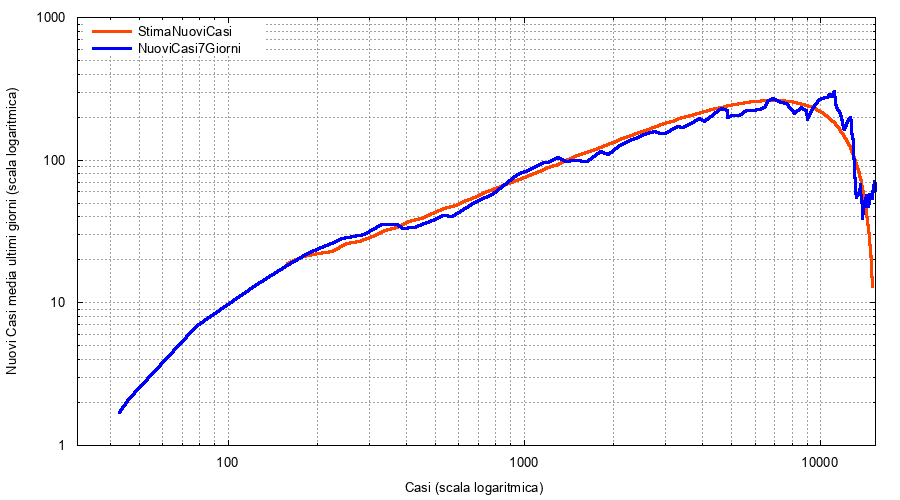 1000
StimaNuoviCasi
NuoviCasi7Giorni
100
10
1
100
1000
10000
Nuovi Casi media ultimi giorni (scala logaritmica)
Casi (scala logaritmica)